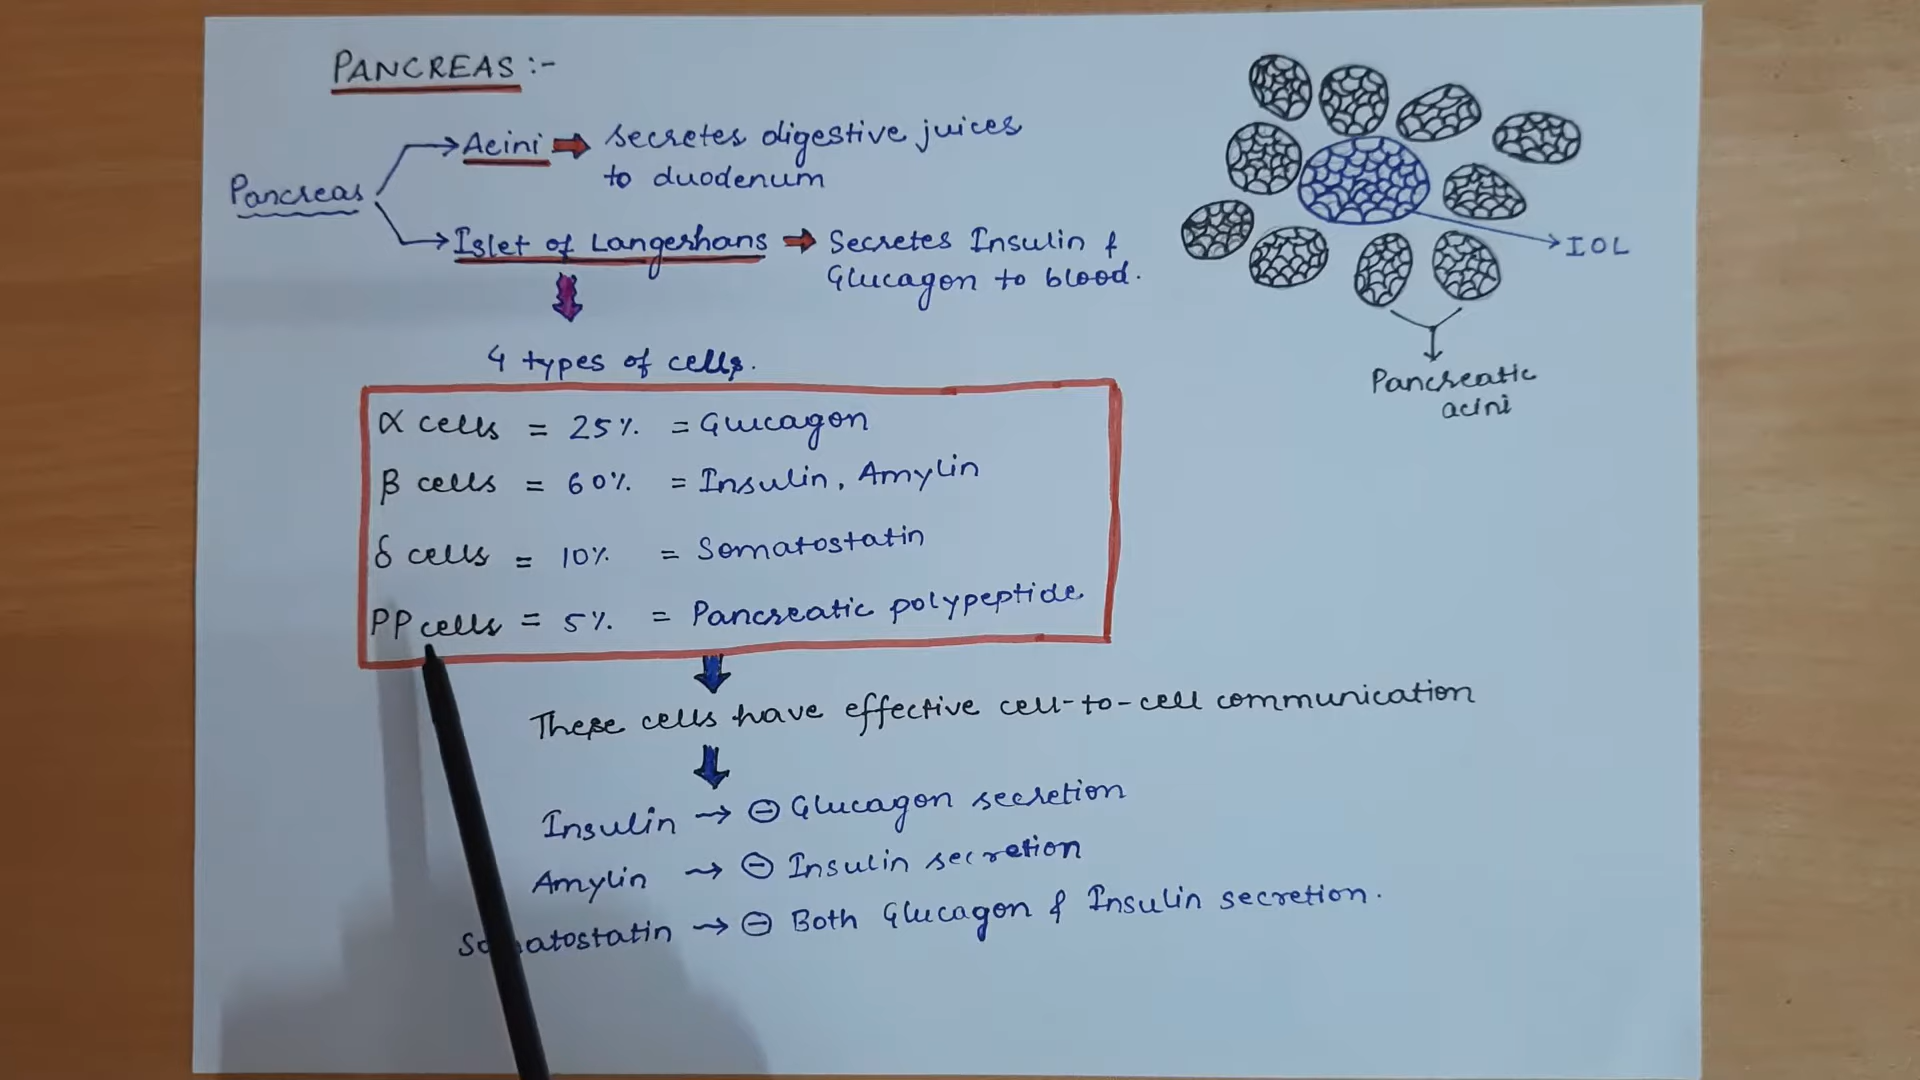 PANCREAS :-
Pancreas
Acini
secretes digestive juices
to duodenum
Islet of Langerhans
Secretes Insulin &
Glucagon to blood.
IOL
Pancreatic
acini
4 types of cells.
α cells = 25% = Glucagon
β cells = 60% = Insulin, Amylin
δ cells = 10% = Somatostatin
PP cells = 5% = Pancreatic polypeptide
These cells have effective cell-to-cell communication
Insulin → ⊖ Glucagon secretion
Amylin → ⊖ Insulin secretion
Somatostatin → ⊖ Both Glucagon & Insulin secretion.